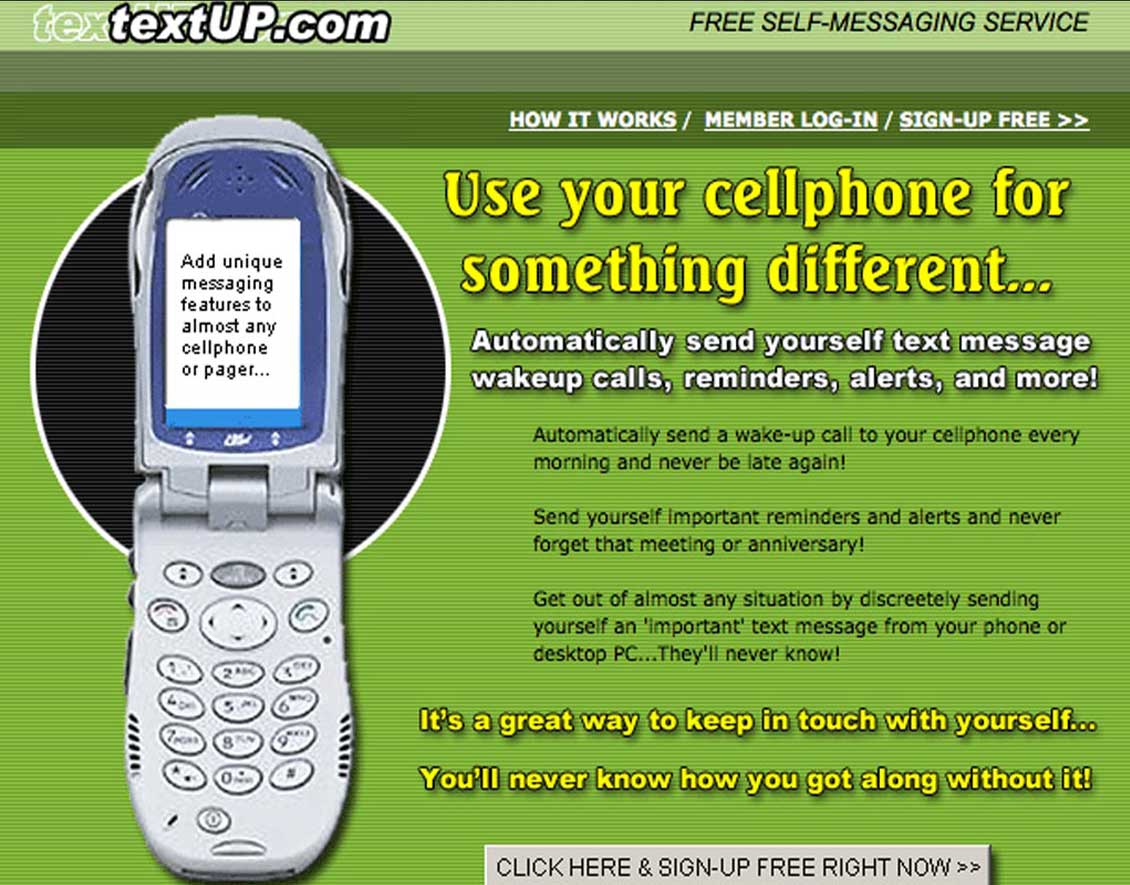 textUP.com
FREE SELF-MESSAGING SERVICE
HOW IT WORKS / MEMBER LOG-IN / SIGN-UP FREE >>
Use your cellphone for
something different...
Automatically send yourself text message
wakeup calls, reminders, alerts, and more!
Add unique
messaging
features to
almost any
cellphone
or pager...
Automatically send a wake-up call to your cellphone every
morning and never be late again!
Send yourself important reminders and alerts and never
forget that meeting or anniversary!
Get out of almost any situation by discreetely sending
yourself an 'important' text message from your phone or
desktop PC...They'll never know!
It's a great way to keep in touch with yourself...
You'll never know how you got along without it!
CLICK HERE & SIGN-UP FREE RIGHT NOW >>